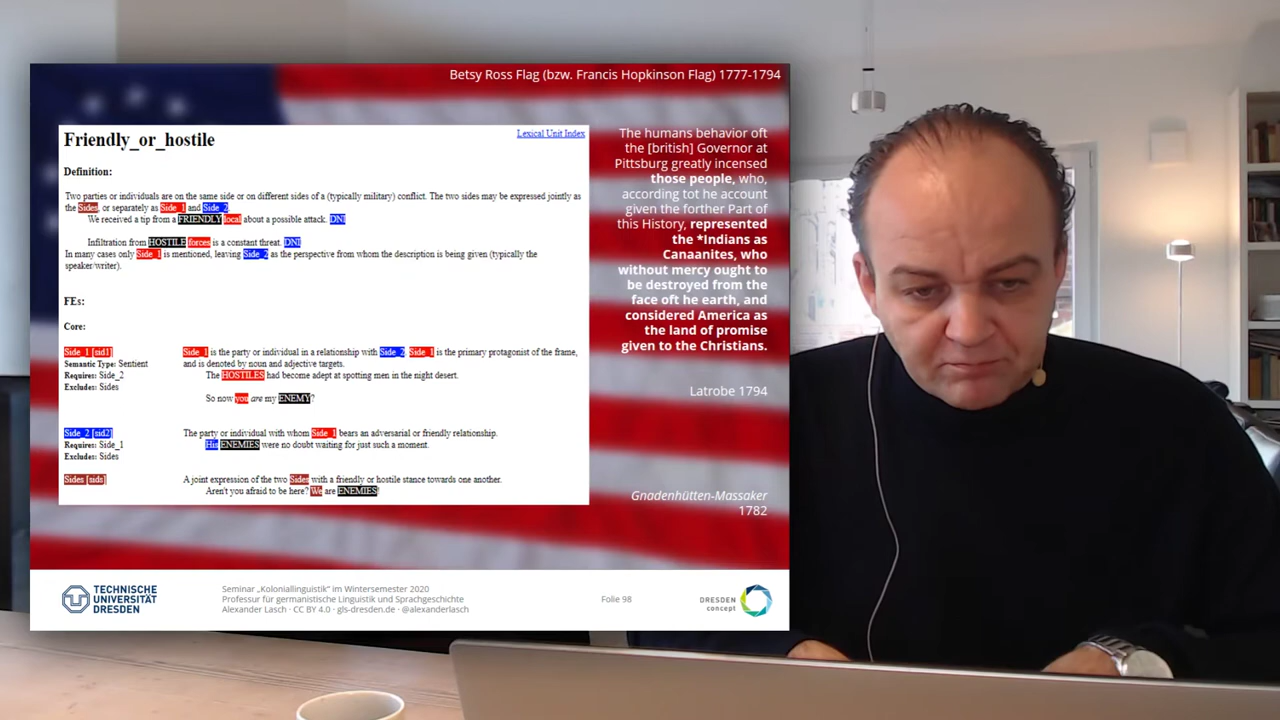 Betsy Ross Flag (bzw. Francis Hopkinson Flag) 1777-1794
Friendly_or_hostile
Lexical Unit Index
Definition:
Two parties or individuals are on the same side or on different sides of a (typically military) conflict. The two sides may be expressed jointly as
the Sides, or separately as Side_1 and Side_2.
We received a tip from a FRIENDLY local about a possible attack. DNI
Infiltration from HOSTILE forces is a constant threat. DNI
In many cases only Side_1 is mentioned, leaving Side_2 as the perspective from whom the description is being given (typically the
speaker/writer).
FEs:
Core:
Side_1 [sid1]
Semantic Type: Sentient
Requires: Side_2
Excludes: Sides
Side_1 is the party or individual in a relationship with Side_2. Side_1 is the primary protagonist of the frame,
and is denoted by noun and adjective targets.
The HOSTILES had become adept at spotting men in the night desert.
So now you are my ENEMY?
Side_2 [sid2]
Requires: Side_1
Excludes: Sides
The party or individual with whom Side_1 bears an adversarial or friendly relationship.
His ENEMIES were no doubt waiting for just such a moment.
Sides [sids]
A joint expression of the two Sides with a friendly or hostile stance towards one another.
Aren't you afraid to be here? We are ENEMIES!
The humans behavior oft
the [british] Governor at
Pittsburg greatly incensed
those people, who,
according tot he account
given the forther Part of
this History, represented
the *Indians as
Canaanites, who
without mercy ought to
be destroyed from the
face oft he earth, and
considered America as
the land of promise
given to the Christians.
Latrobe 1794
Gnadenhütten-Massaker
1782
TECHNISCHE
UNIVERSITÄT
DRESDEN
Seminar „Koloniallinguistik“ im Wintersemester 2020
Professur für germanistische Linguistik und Sprachgeschichte
Alexander Lasch · CC BY 4.0 · gls-dresden.de · @alexanderlasch
Folie 98
DRESDEN
concept